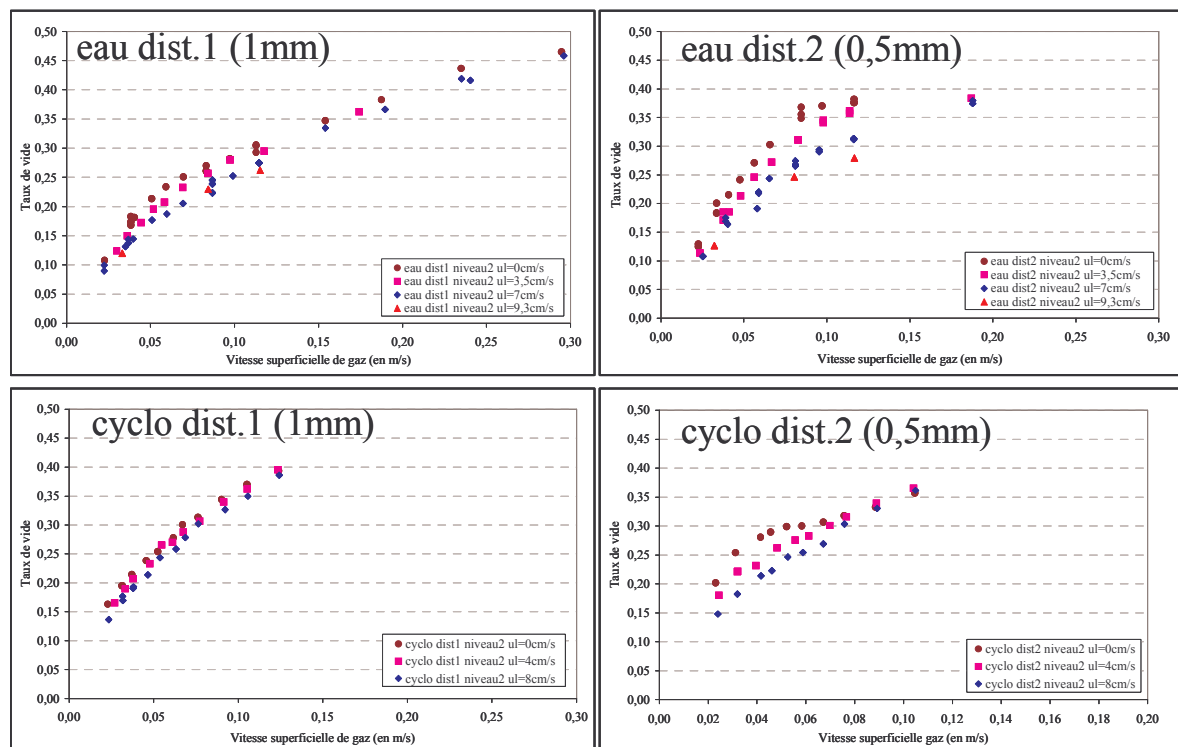 eau dist.1 (1mm)
0,50
0,45
0,40
0,35
0,30
0,25
0,20
0,15
0,10
0,05
0,00
Taux de vide
eau dist1 niveau2 ul=0cm/s
eau dist1 niveau2 ul=3,5cm/s
eau dist1 niveau2 ul=7cm/s
eau dist1 niveau2 ul=9,3cm/s
0,00 0,05 0,10 0,15 0,20 0,25 0,30
Vitesse superficielle de gaz (en m/s)
eau dist.2 (0,5mm)
0,50
0,45
0,40
0,35
0,30
0,25
0,20
0,15
0,10
0,05
0,00
Taux de vide
eau dist2 niveau2 ul=0cm/s
eau dist2 niveau2 ul=3,5cm/s
eau dist2 niveau2 ul=7cm/s
eau dist2 niveau2 ul=9,3cm/s
0,00 0,05 0,10 0,15 0,20 0,25 0,30
Vitesse superficielle de gaz (en m/s)
cyclo dist.1 (1mm)
0,50
0,45
0,40
0,35
0,30
0,25
0,20
0,15
0,10
0,05
0,00
Taux de vide
cyclo dist1 niveau2 ul=0cm/s
cyclo dist1 niveau2 ul=4cm/s
cyclo dist1 niveau2 ul=8cm/s
0,00 0,05 0,10 0,15 0,20 0,25 0,30
Vitesse superficielle de gaz (en m/s)
cyclo dist.2 (0,5mm)
0,50
0,45
0,40
0,35
0,30
0,25
0,20
0,15
0,10
0,05
0,00
Taux de vide
cyclo dist2 niveau2 ul=0cm/s
cyclo dist2 niveau2 ul=4cm/s
cyclo dist2 niveau2 ul=8cm/s
0,00 0,02 0,04 0,06 0,08 0,10 0,12 0,14 0,16 0,18 0,20
Vitesse superficielle gaz (en m/s)